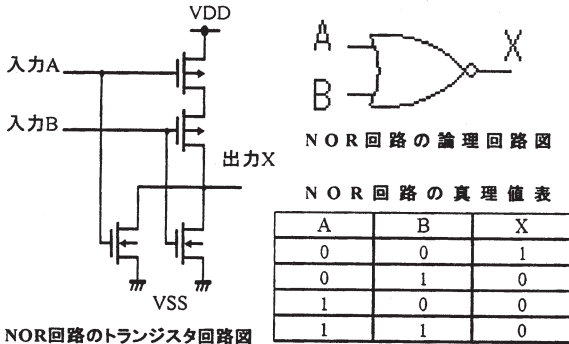 VDD
入力A
入力B
出力X
VSS
NOR回路のトランジスタ回路図
A
B
X
NOR回路の論理回路図
NOR回路の真理値表
A B X
0 0 1
0 1 0
1 0 0
1 1 0